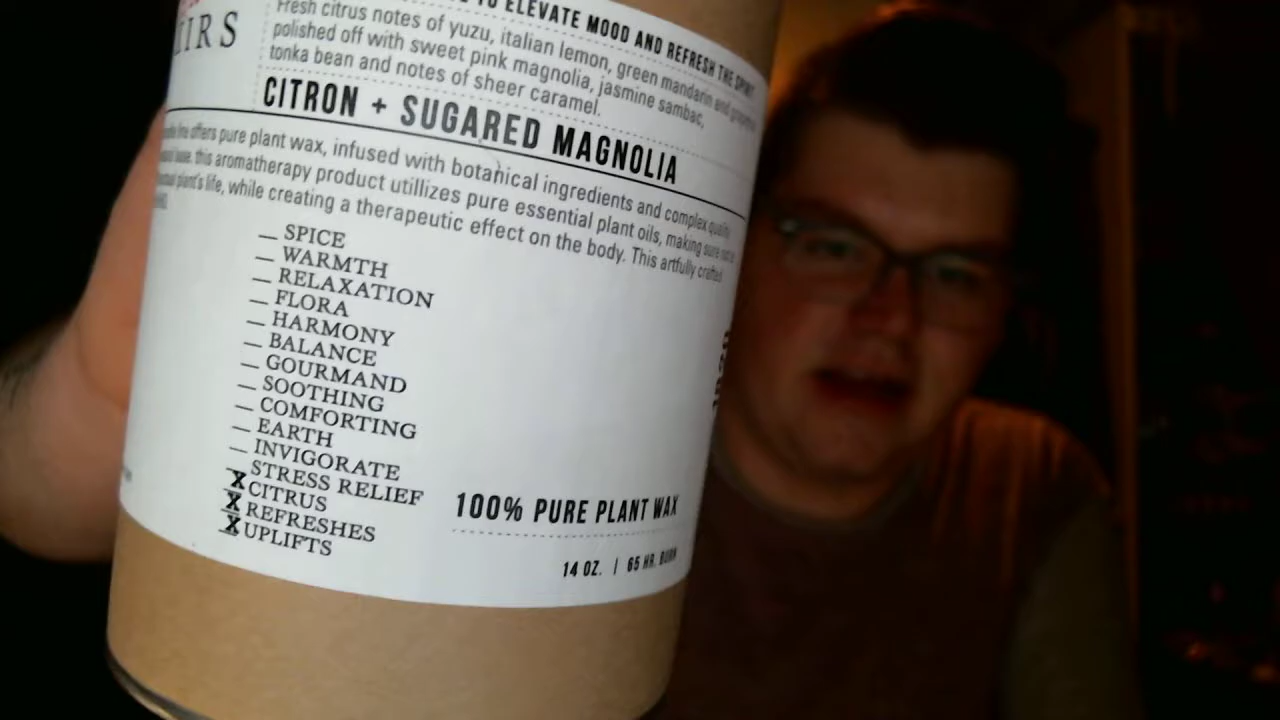 TO ELEVATE MOOD AND REFRESH THE SPIRIT
IRS
Fresh citrus notes of yuzu, italian lemon, green mandarin and
polished off with sweet pink magnolia, jasmine sambac,
tonka bean and notes of sheer caramel.
CITRON + SUGARED MAGNOLIA
line offers pure plant wax, infused with botanical ingredients and complex quality
this aromatherapy product utillizes pure essential plant oils, making sure not
plant's life, while creating a therapeutic effect on the body. This artfully crafted
_ SPICE
_ WARMTH
_ RELAXATION
_ FLORA
_ HARMONY
_ BALANCE
_ GOURMAND
_ SOOTHING
_ COMFORTING
_ EARTH
_ INVIGORATE
_ STRESS RELIEF
X CITRUS
X REFRESHES
X UPLIFTS
100% PURE PLANT WAX
14 OZ. | 65 HR. BURN